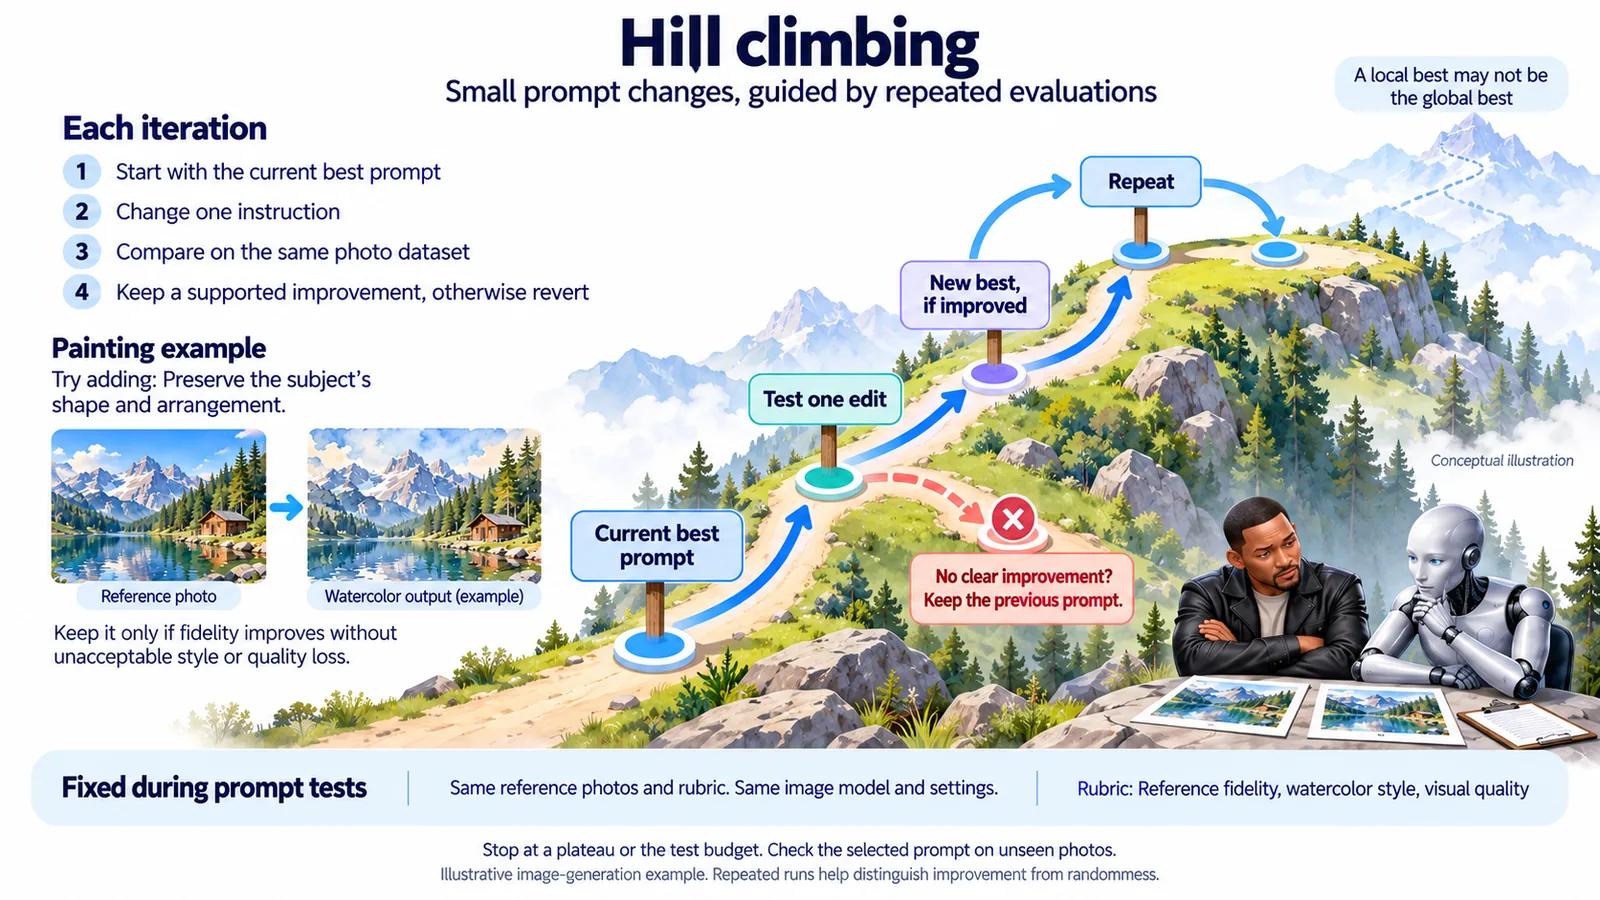 Hill climbing
Small prompt changes, guided by repeated evaluations
A local best may not be
the global best
Each iteration
1 Start with the current best prompt
2 Change one instruction
3 Compare on the same photo dataset
4 Keep a supported improvement, otherwise revert
Painting example
Try adding: Preserve the subject's
shape and arrangement.
Reference photo
Watercolor output (example)
Keep it only if fidelity improves without
unacceptable style or quality loss.
Current best
prompt
Test one edit
New best,
if improved
Repeat
No clear improvement?
Keep the previous prompt.
Conceptual illustration
Fixed during prompt tests
Same reference photos and rubric. Same image model and settings.
Rubric: Reference fidelity, watercolor style, visual quality
Stop at a plateau or the test budget. Check the selected prompt on unseen photos.
Illustrative image-generation example. Repeated runs help distinguish improvement from randommess.